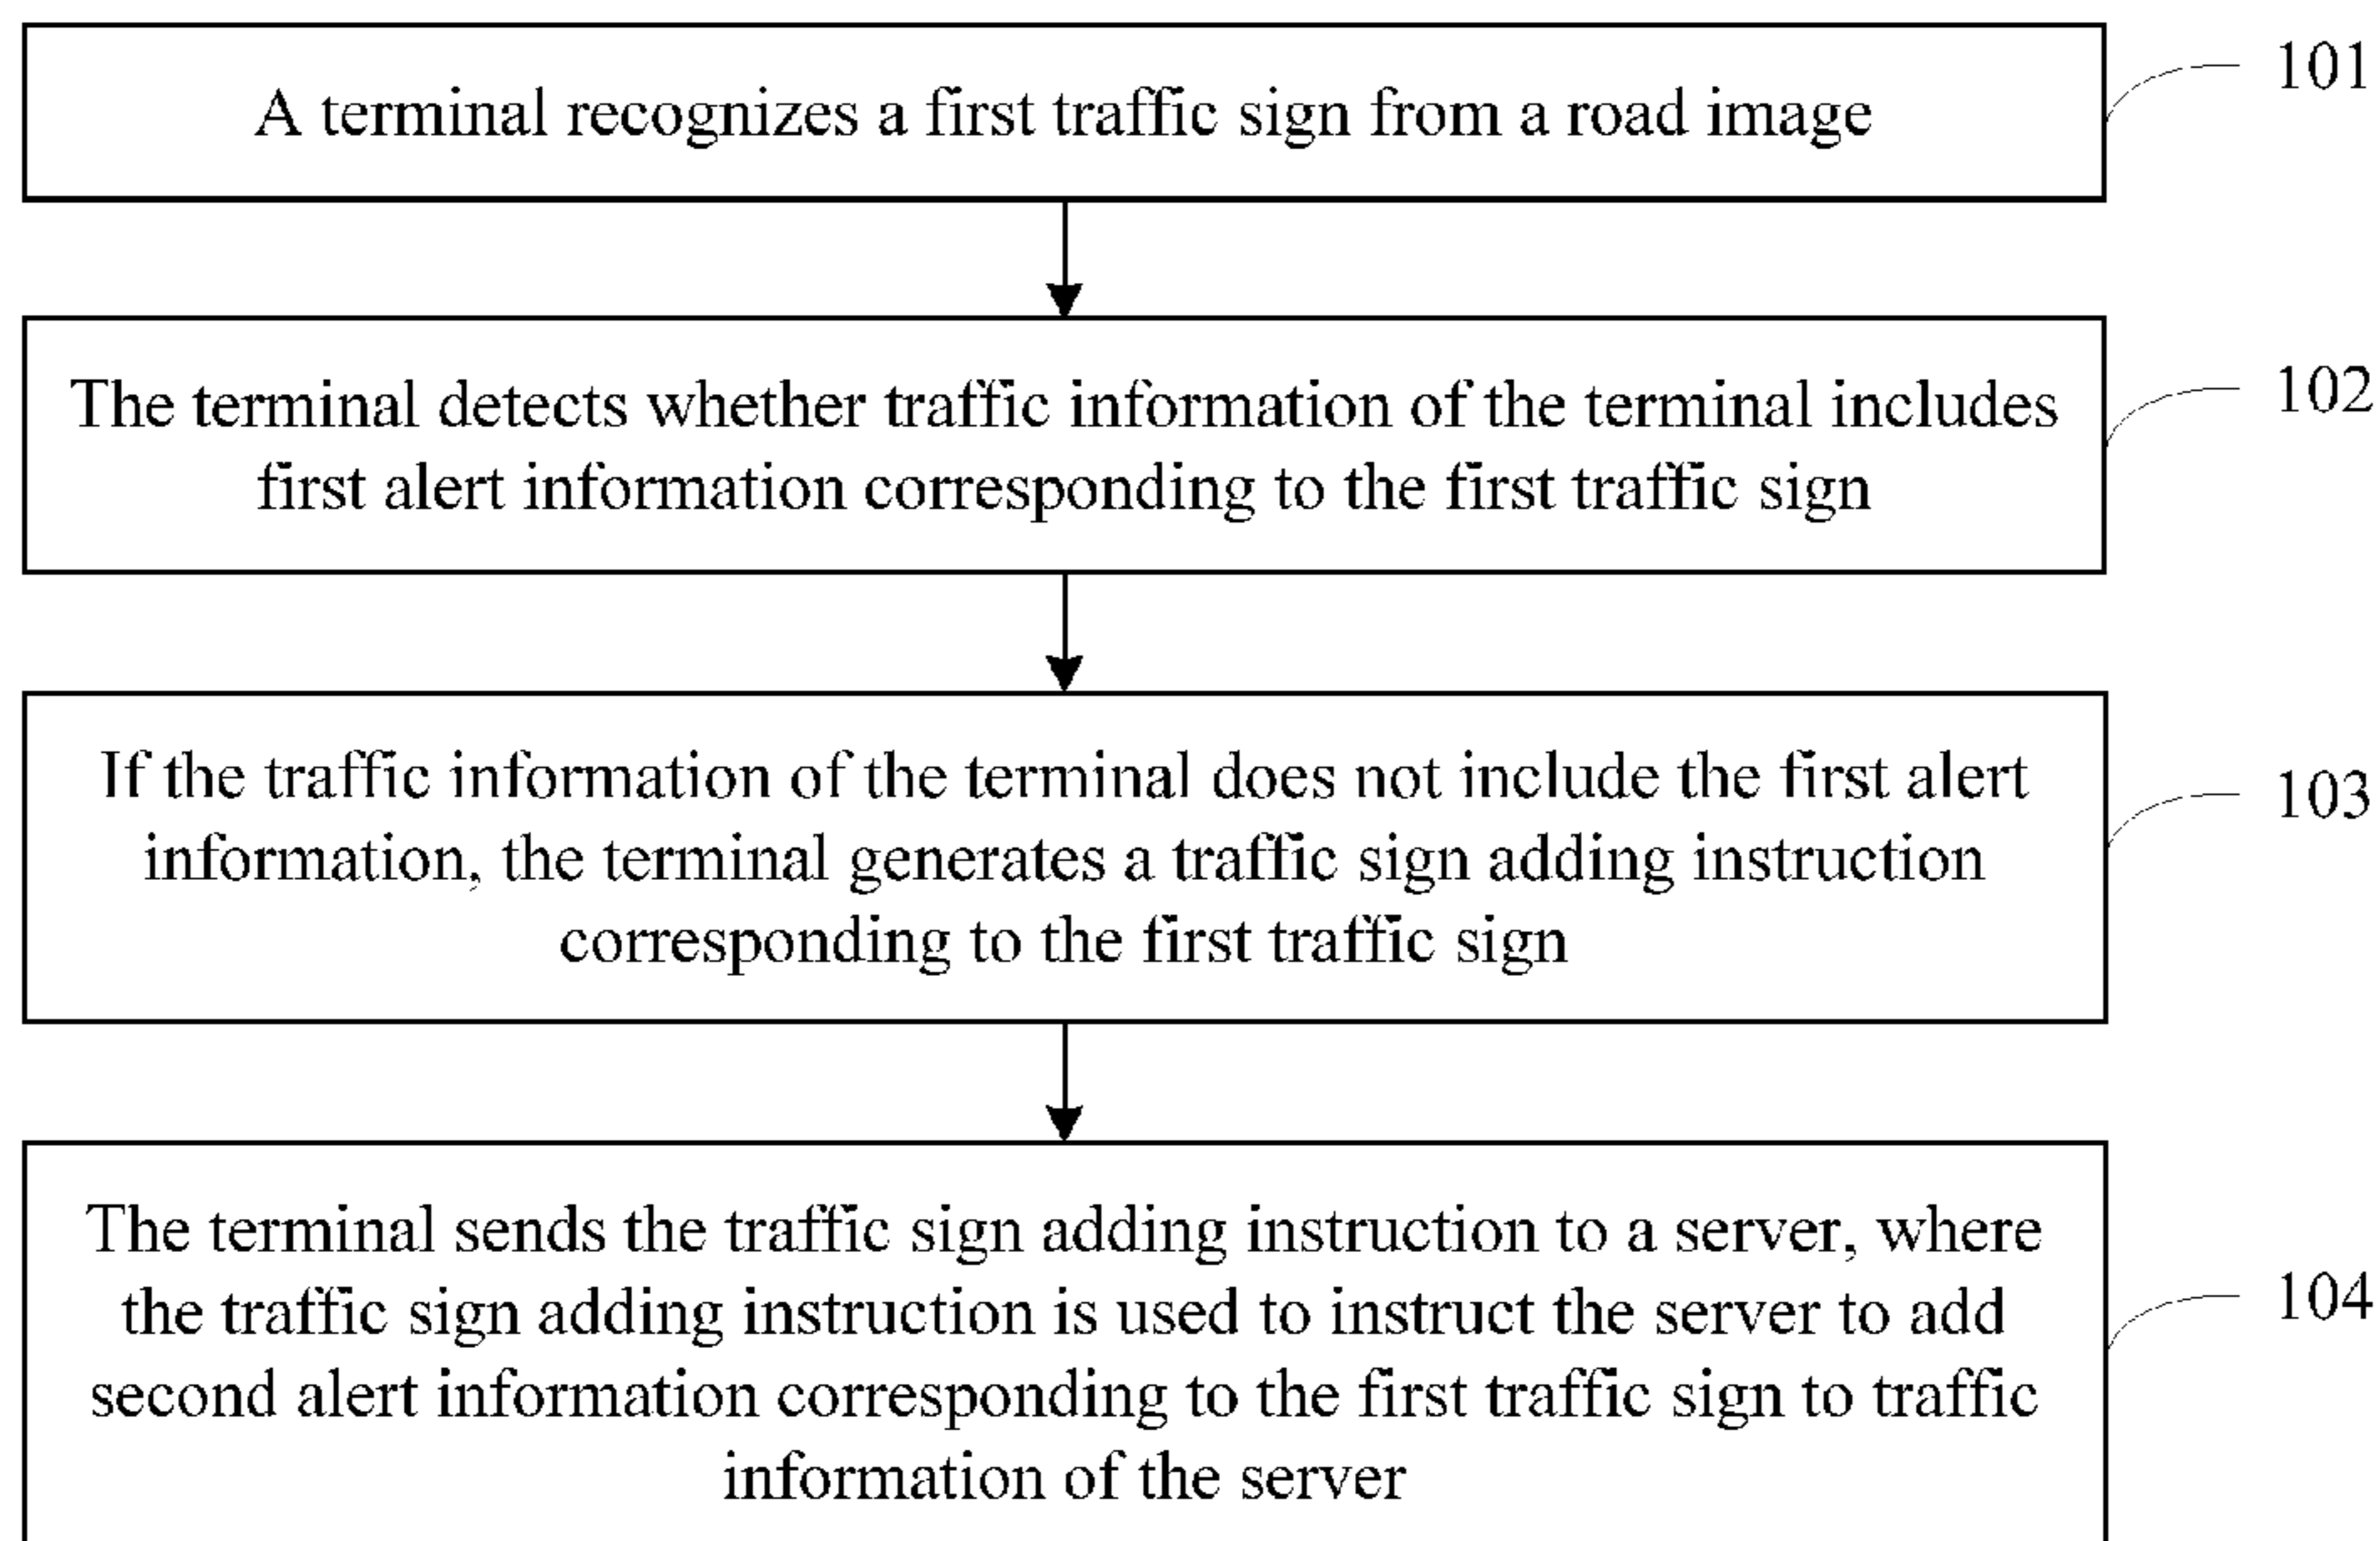 A terminal recognizes a first traffic sign from a road image
101
The terminal detects whether traffic information of the terminal includes
first alert information corresponding to the first traffic sign
102
If the traffic information of the terminal does not include the first alert
information, the terminal generates a traffic sign adding instruction
corresponding to the first traffic sign
103
The terminal sends the traffic sign adding instruction to a server, where
the traffic sign adding instruction is used to instruct the server to add
second alert information corresponding to the first traffic sign to traffic
information of the server
104